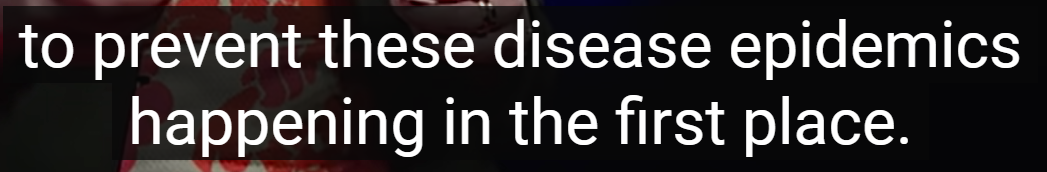 to prevent these disease epidemics
happening in the first place.